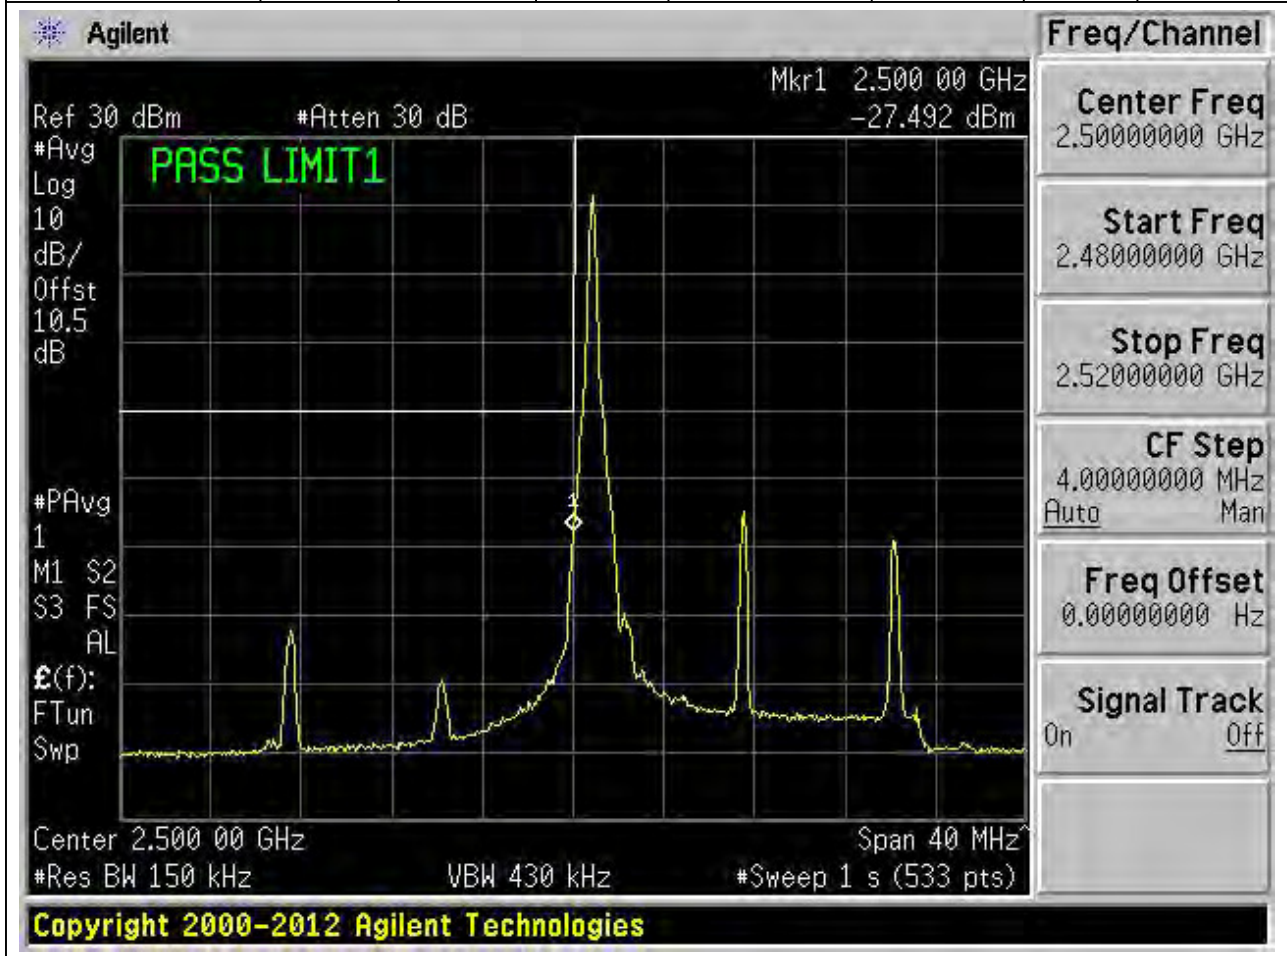 Agilent
Freq/Channel
Mkr1 2.500 00 GHz
Ref 30 dBm #Atten 30 dB -27.492 dBm
#Avg
Log
10
dB/
Offst
10.5
dB
PASS LIMIT1
1
#PAvg
1
M1 S2
S3 FS
AL
£(f):
FTun
Swp
Center 2.500 00 GHz Span 40 MHz^
#Res BW 150 kHz VBW 430 kHz #Sweep 1 s (533 pts)
Center Freq
2.50000000 GHz
Start Freq
2.48000000 GHz
Stop Freq
2.52000000 GHz
CF Step
4.00000000 MHz
Auto Man
Freq Offset
0.00000000 Hz
Signal Track
On Off
Copyright 2000-2012 Agilent Technologies